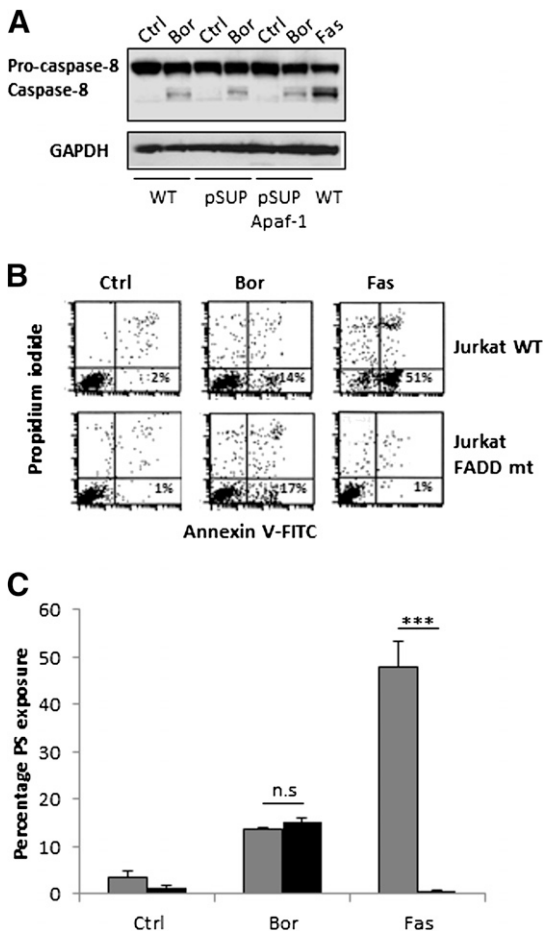 A
Ctrl Bor Ctrl Bor Ctrl Bor Fas
Pro-caspase-8
Caspase-8
GAPDH
WT pSUP pSUP WT
Apaf-1
B
Ctrl Bor Fas
Propidium iodide
2% 14% 51%
Jurkat WT
1% 17% 1%
Jurkat
FADD mt
Annexin V-FITC
C
Percentage PS exposure
60
50
40
30
20
10
0
n.s
***
Ctrl Bor Fas